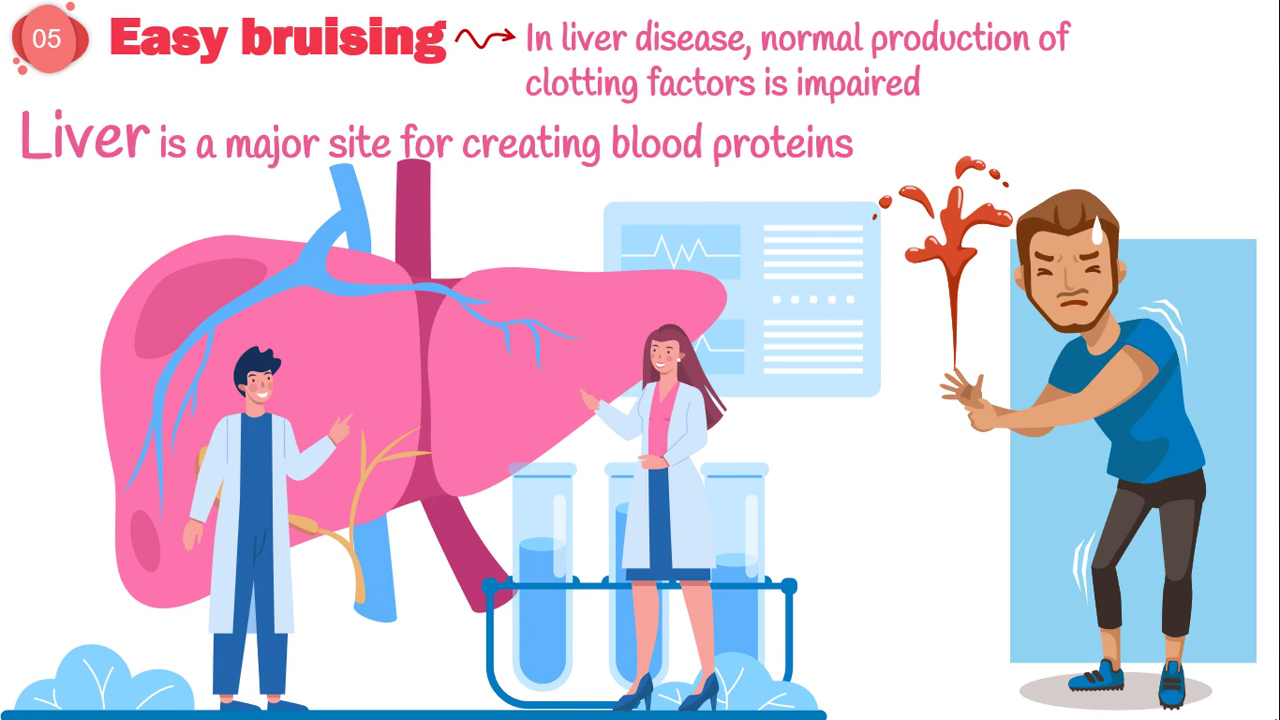 05
Easy bruising
In liver disease, normal production of
clotting factors is impaired
Liver is a major site for creating blood proteins